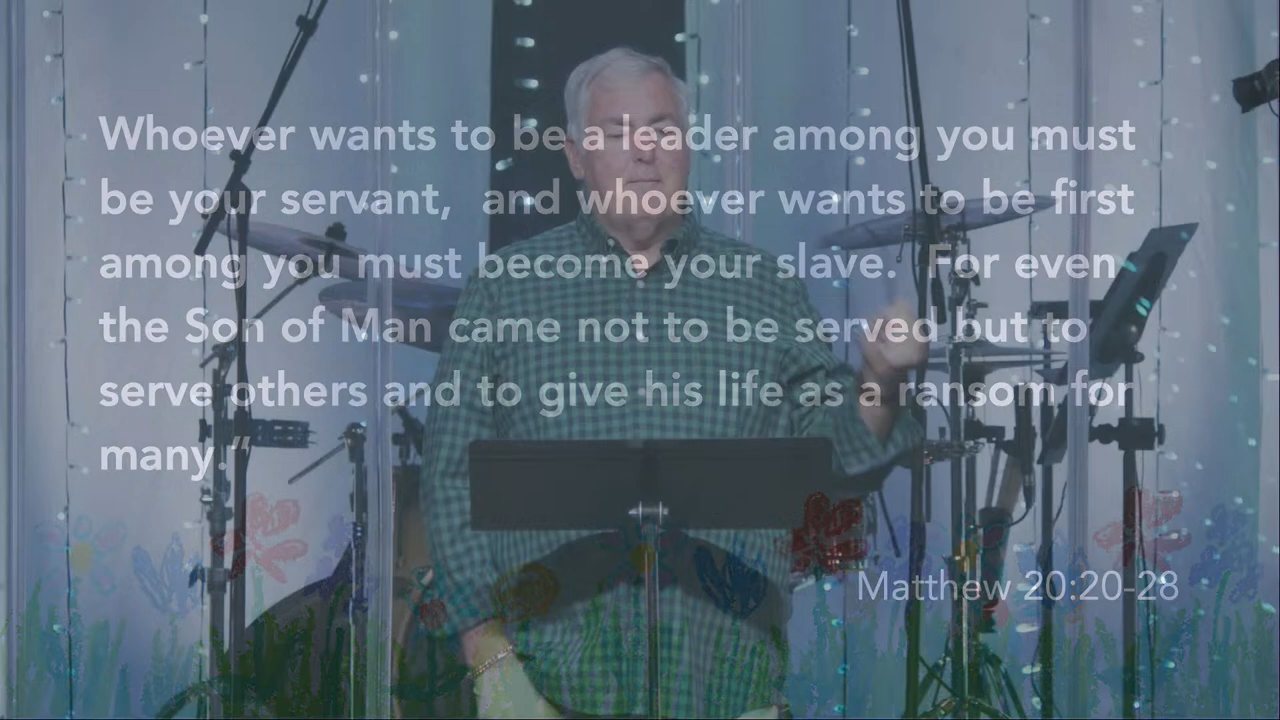 Whoever wants to be a leader among you must
be your servant,  and whoever wants to be first
among you must become your slave.  For even
the Son of Man came not to be served but to
serve others and to give his life as a ransom for
many.”
Matthew 20:20-28